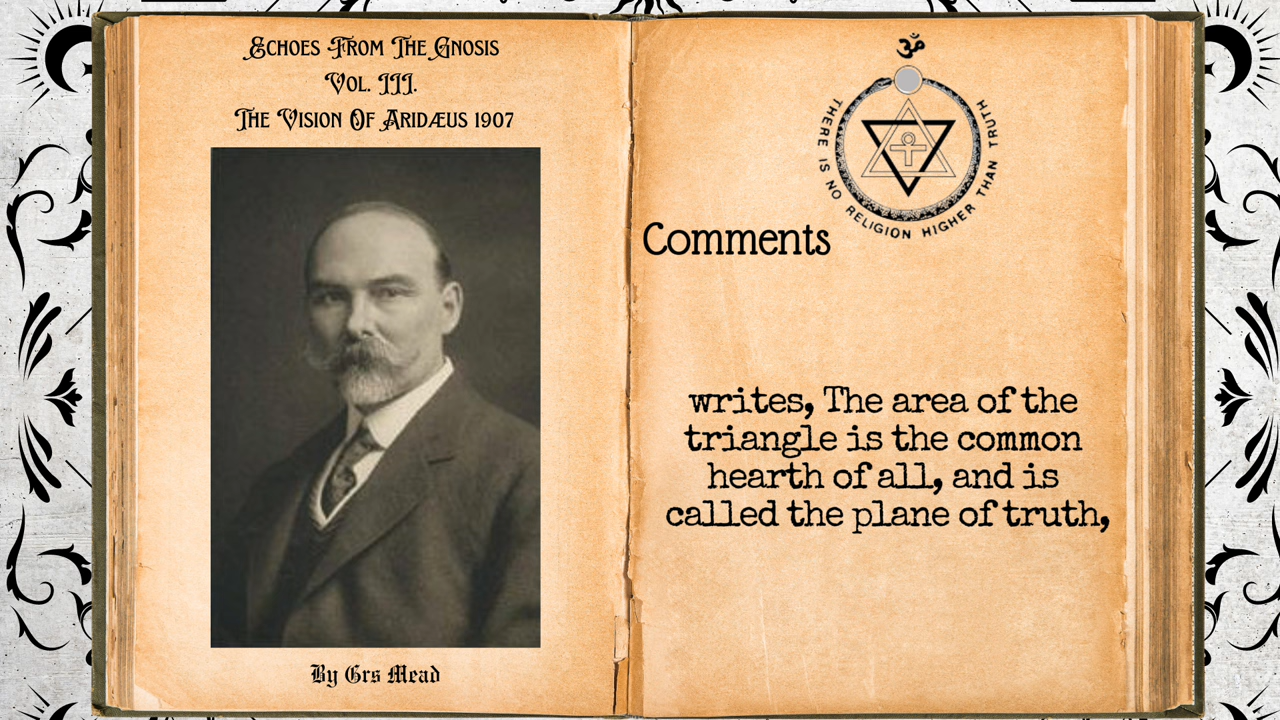 Echoes From The Gnosis
Vol. III.
The Vision Of Aridæus 1907
By Grs Mead
ॐ
THERE IS NO RELIGION HIGHER THAN TRUTH
Comments
writes, The area of the
triangle is the common
hearth of all, and is
called the plane of truth,